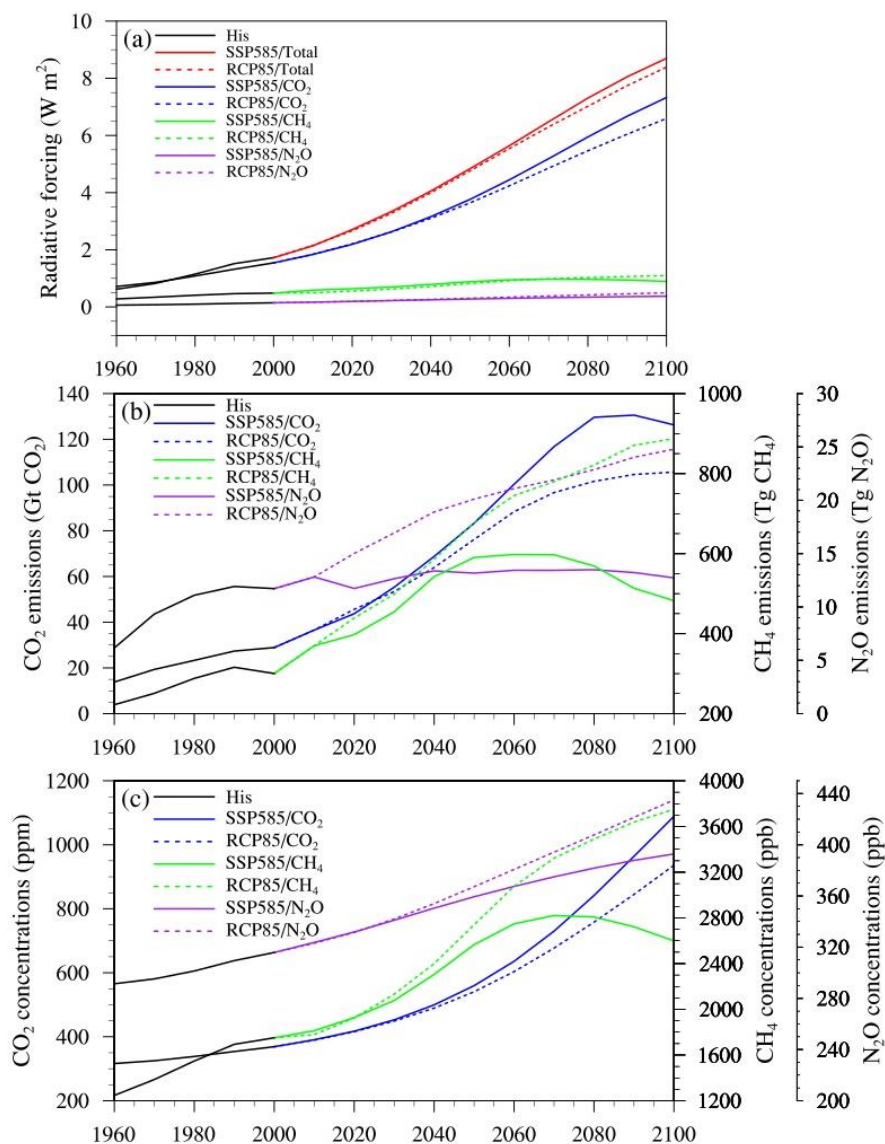 (a)
His
SSP585/Total
RCP85/Total
SSP585/CO₂
RCP85/CO₂
SSP585/CH₄
RCP85/CH₄
SSP585/N₂O
RCP85/N₂O
Radiative forcing (W m²)
10
8
6
4
2
0
1960 1980 2000 2020 2040 2060 2080 2100
(b)
His
SSP585/CO₂
RCP85/CO₂
SSP585/CH₄
RCP85/CH₄
SSP585/N₂O
RCP85/N₂O
CO₂ emissions (Gt CO₂)
140
120
100
80
60
40
20
0
CH₄ emissions (Tg CH₄)
1000
800
600
400
200
N₂O emissions (Tg N₂O)
30
25
20
15
10
5
0
1960 1980 2000 2020 2040 2060 2080 2100
(c)
His
SSP585/CO₂
RCP85/CO₂
SSP585/CH₄
RCP85/CH₄
SSP585/N₂O
RCP85/N₂O
CO₂ concentrations (ppm)
1200
1000
800
600
400
200
CH₄ concentrations (ppb)
4000
3600
3200
2800
2400
2000
1600
1200
N₂O concentrations (ppb)
440
400
360
320
280
240
200
1960 1980 2000 2020 2040 2060 2080 2100